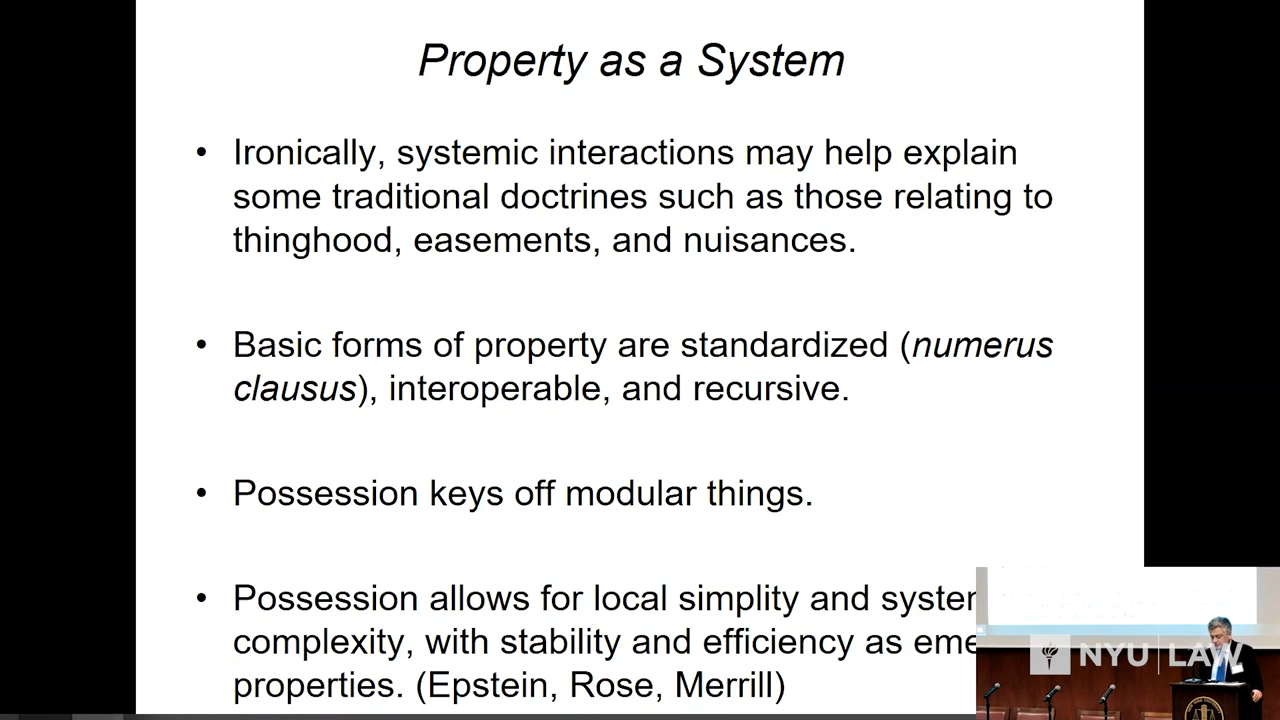 Property as a System
• Ironically, systemic interactions may help explain
some traditional doctrines such as those relating to
thinghood, easements, and nuisances.
• Basic forms of property are standardized (numerus
clausus), interoperable, and recursive.
• Possession keys off modular things.
• Possession allows for local simplity and syster
complexity, with stability and efficiency as eme
properties. (Epstein, Rose, Merrill)
NYU | LAW